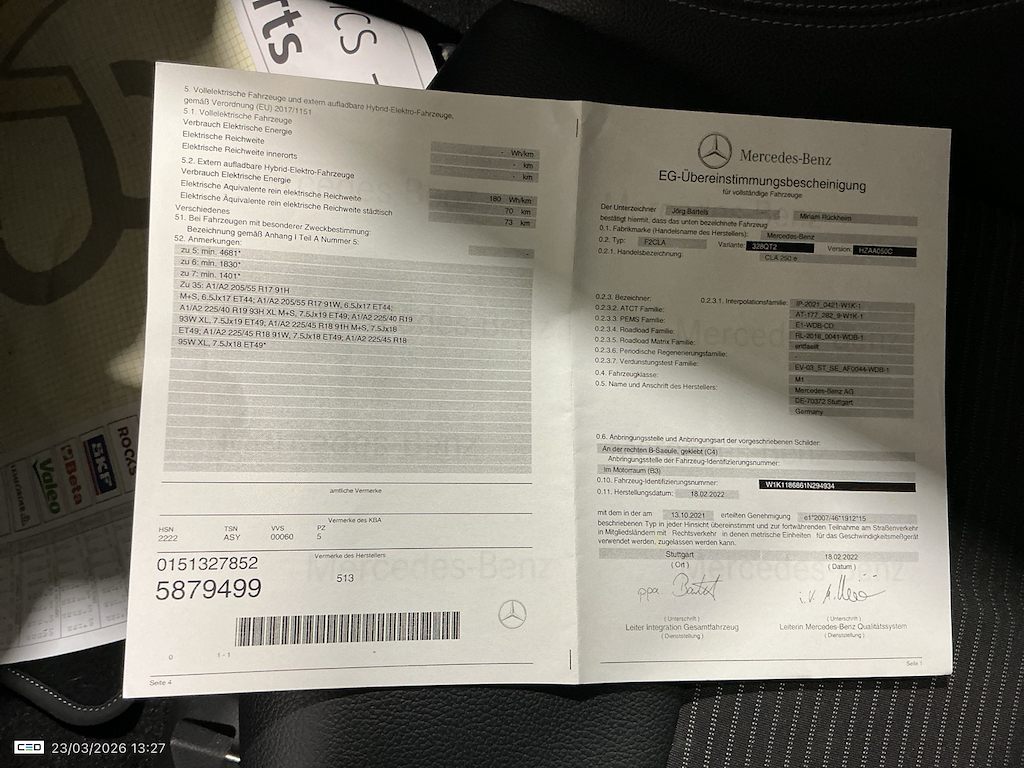 ICS
rts
5. Vollelektrische Fahrzeuge und extern aufladbare Hybrid-Elektro-Fahrzeuge,
gemäß Verordnung (EU) 2017/1151
5.1. Vollelektrische Fahrzeuge
Verbrauch Elektrische Energie - Wh/km
Elektrische Reichweite - km
Elektrische Reichweite innerorts - km
5.2. Extern aufladbare Hybrid-Elektro-Fahrzeuge
Verbrauch Elektrische Energie 180 Wh/km
Elektrische Äquivalente rein elektrische Reichweite 70 km
Elektrische Äquivalente rein elektrische Reichweite städtisch 73 km
Verschiedenes
51. Bei Fahrzeugen mit besonderer Zweckbestimmung:
Bezeichnung gemäß Anhang I Teil A Nummer 5: -
52. Anmerkungen:
zu 5: min. 4681*
zu 6: min. 1830*
zu 7: min. 1401*
Zu 35: A1/A2 205/55 R17 91H
M+S, 6.5Jx17 ET44; A1/A2 205/55 R17 91W, 6.5Jx17 ET44;
A1/A2 225/40 R19 93H XL M+S, 7.5Jx19 ET49; A1/A2 225/40 R19
93W XL, 7.5Jx19 ET49; A1/A2 225/45 R18 91H M+S, 7.5Jx18
ET49; A1/A2 225/45 R18 91W, 7.5Jx18 ET49; A1/A2 225/45 R18
95W XL, 7.5Jx18 ET49*
amtliche Vermerke
Vermerke des KBA
HSN TSN VVS PZ
2222 ASY 00060 5
Vermerke des Herstellers
0151327852
513
5879499
0 1 - 1 -
Seite 4
Mercedes-Benz
EG-Übereinstimmungsbescheinigung
für vollständige Fahrzeuge
Der Unterzeichner Jörg Bartels Miriam Rückheim
bestätigt hiermit, dass das unten bezeichnete Fahrzeug
0.1. Fabrikmarke (Handelsname des Herstellers): Mercedes-Benz
0.2. Typ: F2CLA Variante: 328QT2 Version: HZAA050C
0.2.1. Handelsbezeichnung: CLA 250 e
0.2.3. Bezeichner: 0.2.3.1. Interpolationsfamilie: IP-2021_0421-W1K-1
0.2.3.2. ATCT Familie: AT-177_282_9-W1K-1
0.2.3.3. PEMS Familie: E1-WDB-CD
0.2.3.4. Roadload Familie: RL-2018_0041-WDB-1
0.2.3.5. Roadload Matrix Familie: entfaellt
0.2.3.6. Periodische Regenerierungsfamilie: -
0.2.3.7. Verdunstungstest Familie: EV-03_ST_SE_AF0044-WDB-1
0.4. Fahrzeugklasse: M1
0.5. Name und Anschrift des Herstellers: Mercedes-Benz AG
DE-70372 Stuttgart
Germany
0.6. Anbringungsstelle und Anbringungsart der vorgeschriebenen Schilder:
An der rechten B-Saeule, geklebt (C4)
Anbringungsstelle der Fahrzeug-Identifizierungsnummer:
Im Motorraum (B3)
0.10. Fahrzeug-Identifizierungsnummer: W1K1186861N294934
0.11. Herstellungsdatum: 18.02.2022
mit dem in der am 13.10.2021 erteilten Genehmigung e1*2007/46*1912*15
beschriebenen Typ in jeder Hinsicht übereinstimmt und zur fortwährenden Teilnahme am Straßenverkehr
in Mitgliedsländern mit Rechtsverkehr in denen metrische Einheiten für das Geschwindigkeitsmeßgerät
verwendet werden, zugelassen werden kann.
Stuttgart 18.02.2022
( Ort ) ( Datum )
ppa
i.V.
( Unterschrift ) ( Unterschrift )
Leiter Integration Gesamtfahrzeug Leiterin Mercedes-Benz Qualitätssystem
( Dienststellung ) ( Dienststellung )
Seite 1
Valeo
Beta
SKF
ROCKS
CEO 23/03/2026 13:27